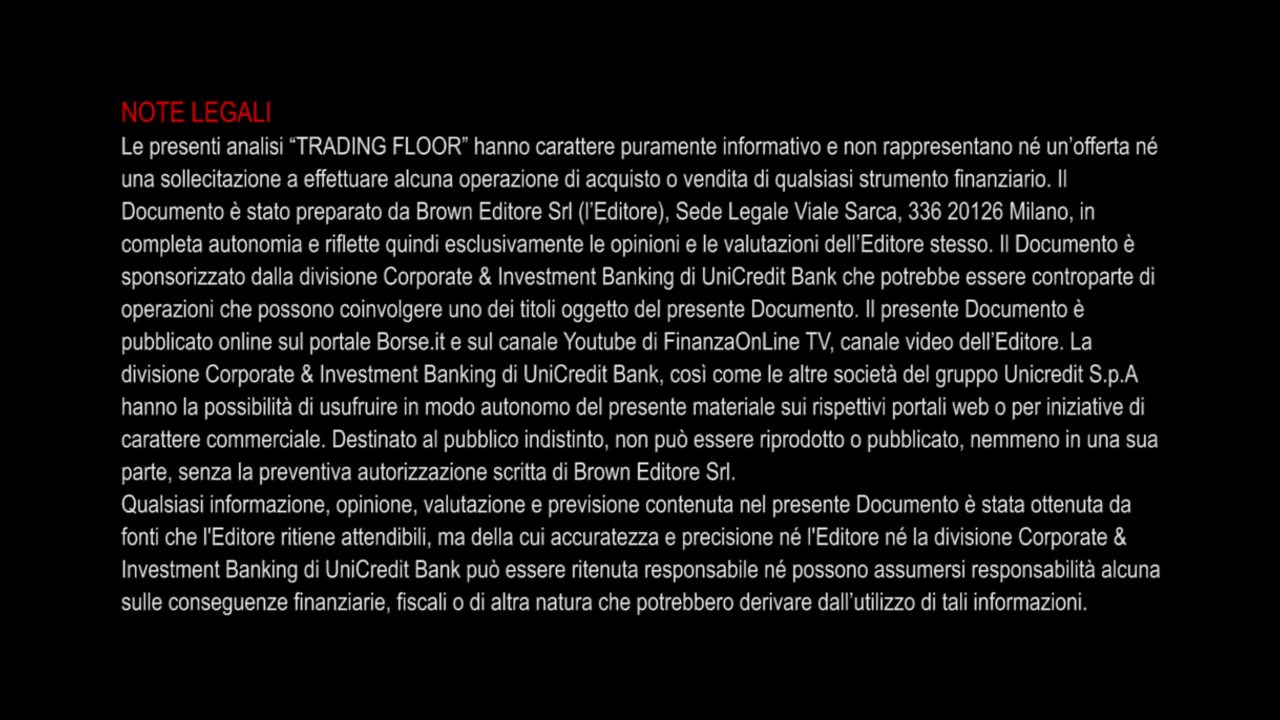 NOTE LEGALI
Le presenti analisi “TRADING FLOOR” hanno carattere puramente informativo e non rappresentano né un’offerta né
una sollecitazione a effettuare alcuna operazione di acquisto o vendita di qualsiasi strumento finanziario. Il
Documento è stato preparato da Brown Editore Srl (l’Editore), Sede Legale Viale Sarca, 336 20126 Milano, in
completa autonomia e riflette quindi esclusivamente le opinioni e le valutazioni dell’Editore stesso. Il Documento è
sponsorizzato dalla divisione Corporate & Investment Banking di UniCredit Bank che potrebbe essere controparte di
operazioni che possono coinvolgere uno dei titoli oggetto del presente Documento. Il presente Documento è
pubblicato online sul portale Borse.it e sul canale Youtube di FinanzaOnLine TV, canale video dell’Editore. La
divisione Corporate & Investment Banking di UniCredit Bank, così come le altre società del gruppo Unicredit S.p.A
hanno la possibilità di usufruire in modo autonomo del presente materiale sui rispettivi portali web o per iniziative di
carattere commerciale. Destinato al pubblico indistinto, non può essere riprodotto o pubblicato, nemmeno in una sua
parte, senza la preventiva autorizzazione scritta di Brown Editore Srl.
Qualsiasi informazione, opinione, valutazione e previsione contenuta nel presente Documento è stata ottenuta da
fonti che l'Editore ritiene attendibili, ma della cui accuratezza e precisione né l'Editore né la divisione Corporate &
Investment Banking di UniCredit Bank può essere ritenuta responsabile né possono assumersi responsabilità alcuna
sulle conseguenze finanziarie, fiscali o di altra natura che potrebbero derivare dall’utilizzo di tali informazioni.